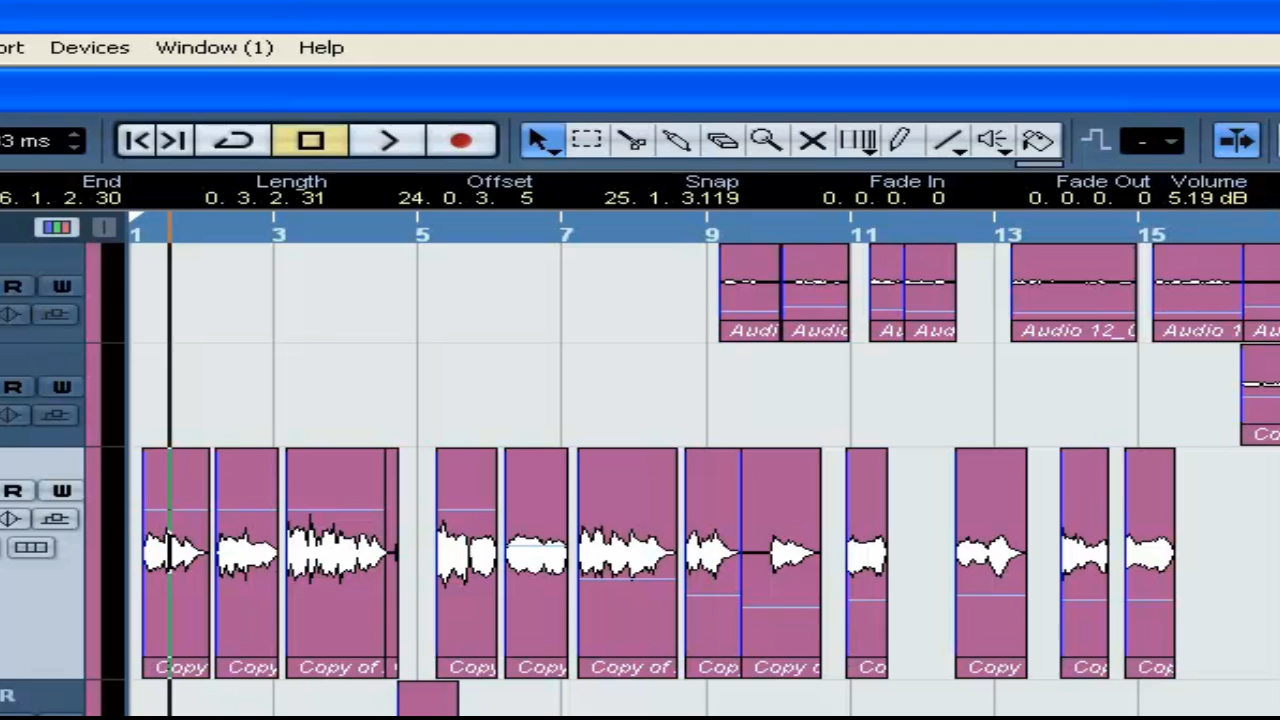 ort Devices Window (1) Help
3 ms
-
End Length Offset Snap Fade In Fade Out Volume
6. 1. 2. 30 0. 3. 2. 31 24. 0. 3. 5 25. 1. 3.119 0. 0. 0. 0 0. 0. 0. 0 5.19 dB
1 3 5 7 9 11 13 15
R W
Audi Audio Au Aud Audio 12_ Audio 1 Au
R W
Co
R W
Copy Copy Copy of. Copy Copy Copy of. Cop Copy o Co Copy Cop Cop
R